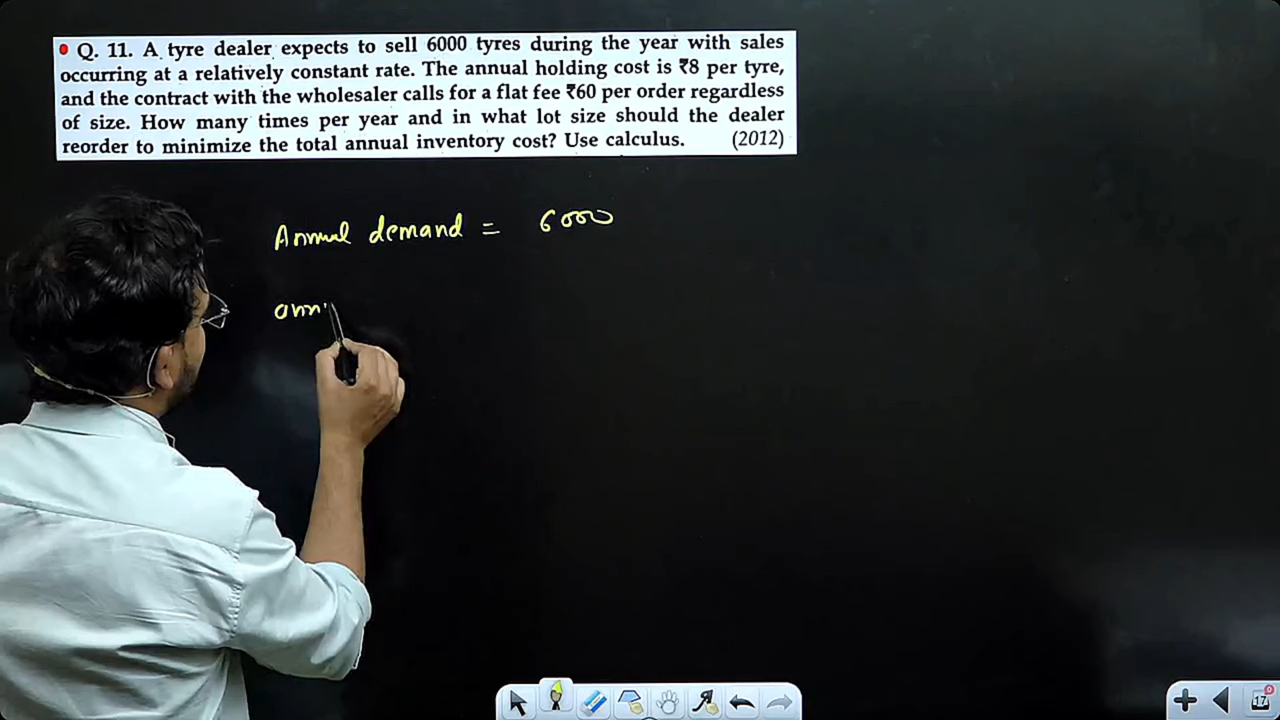 • Q. 11. A tyre dealer expects to sell 6000 tyres during the year with sales
occurring at a relatively constant rate. The annual holding cost is ₹8 per tyre,
and the contract with the wholesaler calls for a flat fee ₹60 per order regardless
of size. How many times per year and in what lot size should the dealer
reorder to minimize the total annual inventory cost? Use calculus. (2012)
Annual demand = 6000
ann
17